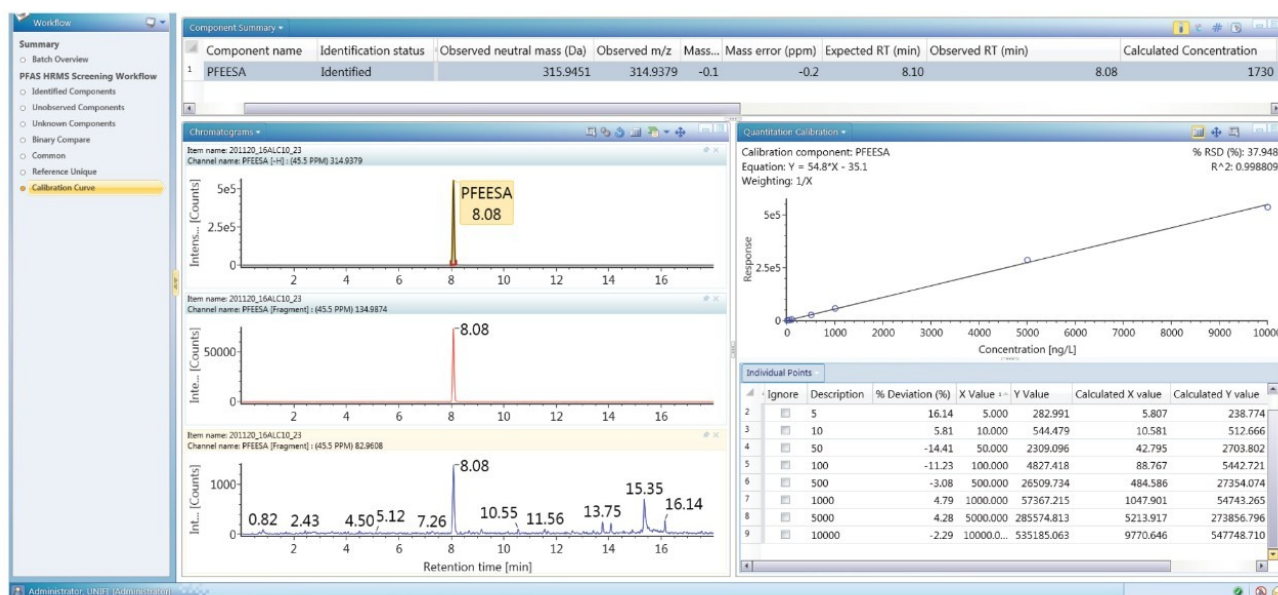 Workflow
Summary
Batch Overview
PFAS HRMS Screening Workflow
Identified Components
Unobserved Components
Unknown Components
Binary Compare
Common
Reference Unique
Calibration Curve
Component Summary
Component name Identification status Observed neutral mass (Da) Observed m/z Mass... Mass error (ppm) Expected RT (min) Observed RT (min) Calculated Concentration
1 PFEESA Identified 315.9451 314.9379 -0.1 -0.2 8.10 8.08 1730
Chromatograms
Item name: 201120_16ALC10_23
Channel name: PFEESA [-H] : (45.5 PPM) 314.9379
Intens... [Counts]
5e5
2.5e5
0
PFEESA
8.08
2 4 6 8 10 12 14 16
Item name: 201120_16ALC10_23
Channel name: PFEESA [Fragment] : (45.5 PPM) 134.9874
Inte... [Counts]
50000
0
8.08
2 4 6 8 10 12 14 16
Item name: 201120_16ALC10_23
Channel name: PFEESA [Fragment] : (45.5 PPM) 82.9608
Int... [Counts]
1000
0
0.82 2.43 4.50 5.12 7.26 8.08 10.55 11.56 13.75 15.35 16.14
2 4 6 8 10 12 14 16
Retention time [min]
Quantitation Calibration
Calibration component: PFEESA % RSD (%): 37.948
Equation: Y = 54.8*X - 35.1 R^2: 0.998809
Weighting: 1/X
Response
5e5
2.5e5
0
0 1000 2000 3000 4000 5000 6000 7000 8000 9000 10000
Concentration [ng/L]
Individual Points
Ignore Description % Deviation (%) X Value Y Value Calculated X value Calculated Y value
2 5 16.14 5.000 282.991 5.807 238.774
3 10 5.81 10.000 544.479 10.581 512.666
4 50 -14.41 50.000 2309.096 42.795 2703.802
5 100 -11.23 100.000 4827.418 88.767 5442.721
6 500 -3.08 500.000 26509.734 484.586 27354.074
7 1000 4.79 1000.000 57367.215 1047.901 54743.265
8 5000 4.28 5000.000 285574.813 5213.917 273856.796
9 10000 -2.29 10000.0... 535185.063 9770.646 547748.710
Administrator, UNIFI (Administrator)